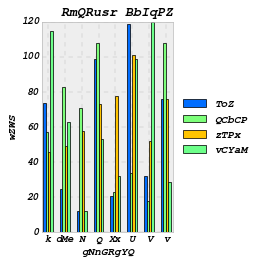 RmQRusr BbIqPZ
120
100
80
60
40
20
0
wZWS
k dMe N Q Xx U V v
gNnGRgYQ
ToZ
QCbCP
zTPx
vCYaM